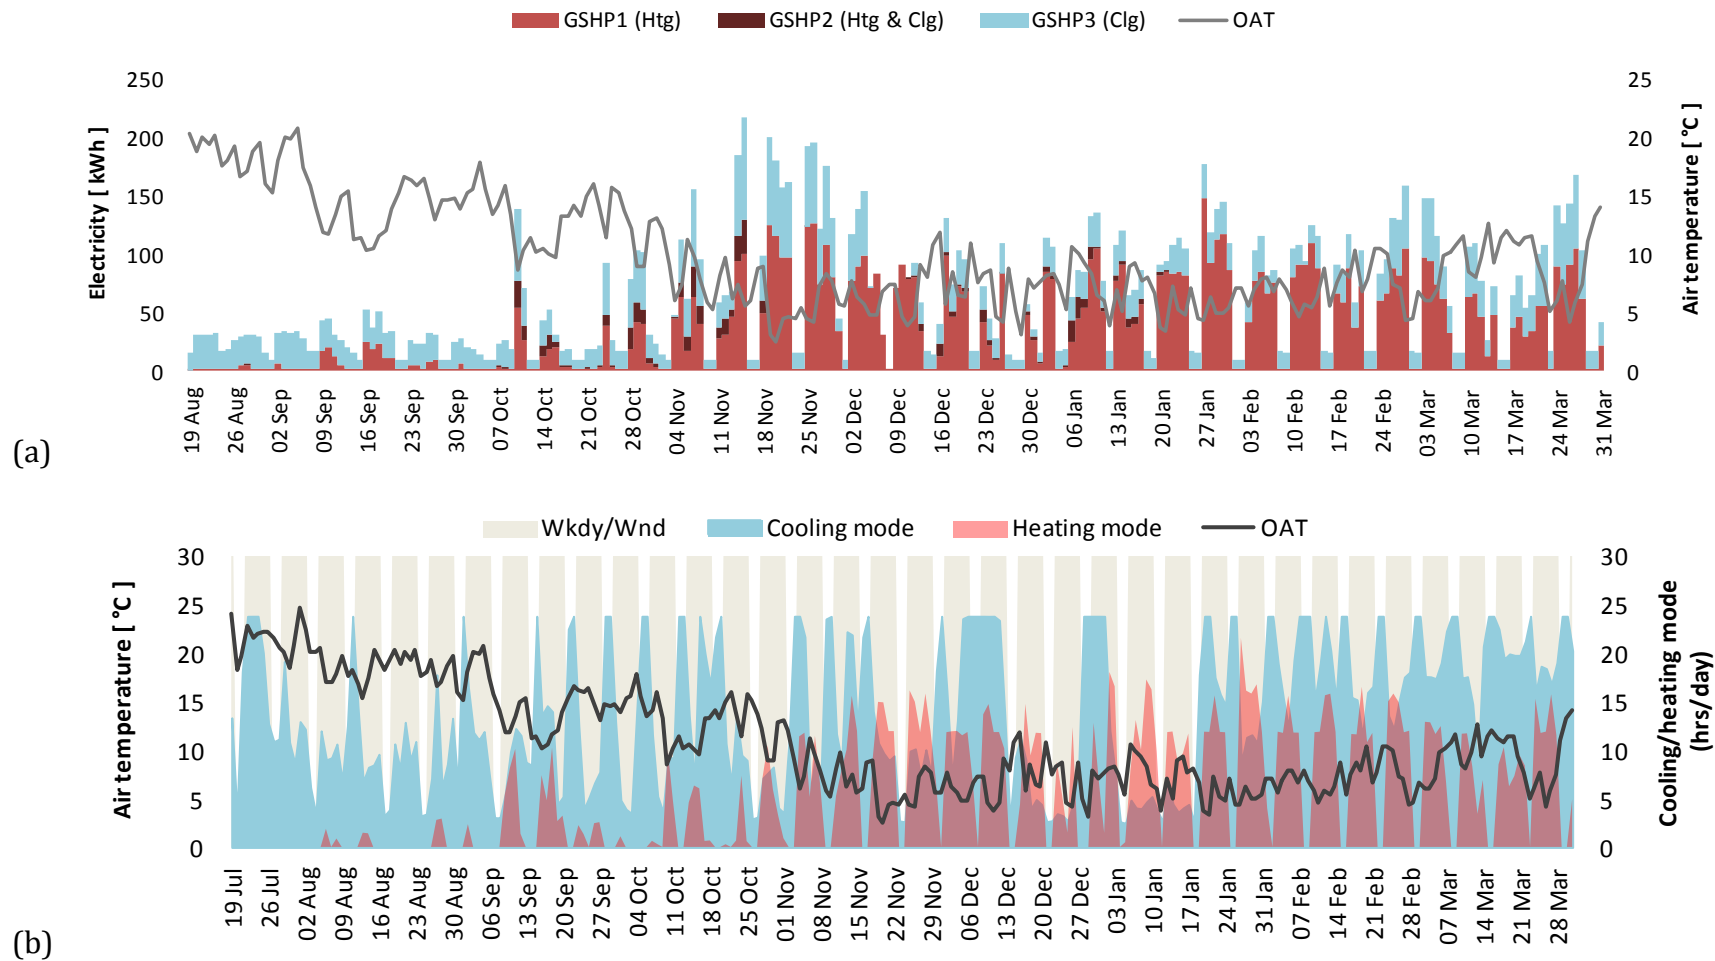 GSHP1 (Htg) GSHP2 (Htg & Clg) GSHP3 (Clg) OAT
Electricity [ kWh ]
250
200
150
100
50
0
25
20
15
10
5
0
Air temperature [ °C ]
19 Aug 26 Aug 02 Sep 09 Sep 16 Sep 23 Sep 30 Sep 07 Oct 14 Oct 21 Oct 28 Oct 04 Nov 11 Nov 18 Nov 25 Nov 02 Dec 09 Dec 16 Dec 23 Dec 30 Dec 06 Jan 13 Jan 20 Jan 27 Jan 03 Feb 10 Feb 17 Feb 24 Feb 03 Mar 10 Mar 17 Mar 24 Mar 31 Mar
(a)
Wkdy/Wnd Cooling mode Heating mode OAT
Air temperature [ °C ]
30
25
20
15
10
5
0
30
25
20
15
10
5
0
Cooling/heating mode
(hrs/day)
19 Jul 26 Jul 02 Aug 09 Aug 16 Aug 23 Aug 30 Aug 06 Sep 13 Sep 20 Sep 27 Sep 04 Oct 11 Oct 18 Oct 25 Oct 01 Nov 08 Nov 15 Nov 22 Nov 29 Nov 06 Dec 13 Dec 20 Dec 27 Dec 03 Jan 10 Jan 17 Jan 24 Jan 31 Jan 07 Feb 14 Feb 21 Feb 28 Feb 07 Mar 14 Mar 21 Mar 28 Mar
(b)